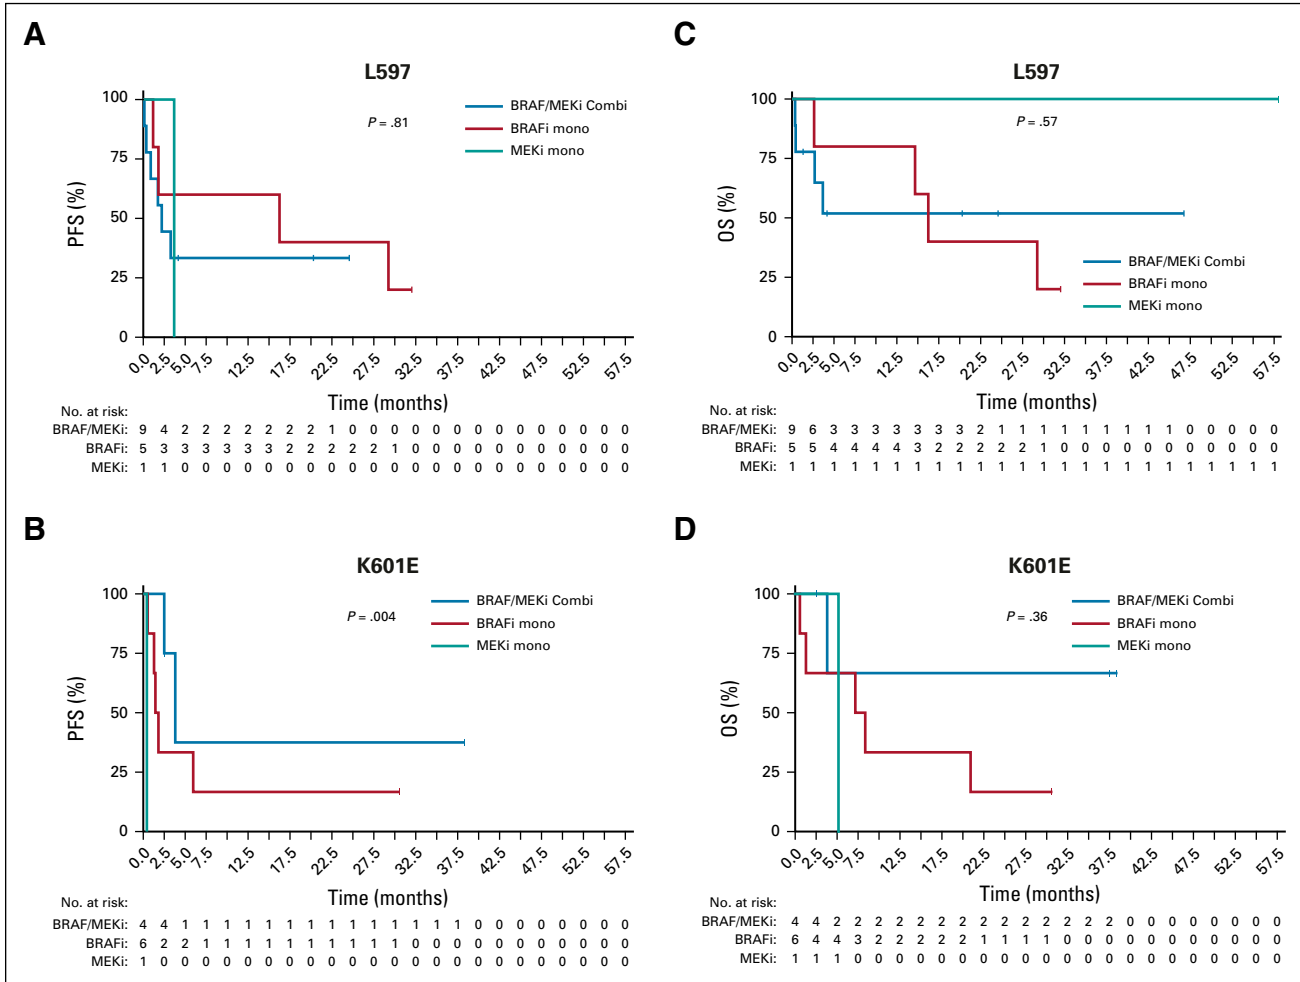 A
L597
100
75
50
25
0
PFS (%)
P = .81
BRAF/MEKi Combi
BRAFi mono
MEKi mono
0.0 2.5 5.0 7.5 12.5 17.5 22.5 27.5 32.5 37.5 42.5 47.5 52.5 57.5
Time (months)
No. at risk:
BRAF/MEKi: 9 4 2 2 2 2 2 2 2 1 0 0 0 0 0 0 0 0 0 0 0 0 0 0
BRAFi: 5 3 3 3 3 3 3 2 2 2 2 2 1 0 0 0 0 0 0 0 0 0 0 0
MEKi: 1 1 0 0 0 0 0 0 0 0 0 0 0 0 0 0 0 0 0 0 0 0 0 0
C
L597
100
75
50
25
0
OS (%)
P = .57
BRAF/MEKi Combi
BRAFi mono
MEKi mono
0.0 2.5 5.0 7.5 12.5 17.5 22.5 27.5 32.5 37.5 42.5 47.5 52.5 57.5
Time (months)
No. at risk:
BRAF/MEKi: 9 6 3 3 3 3 3 3 3 2 1 1 1 1 1 1 1 1 1 0 0 0 0 0
BRAFi: 5 5 4 4 4 4 3 2 2 2 2 2 1 0 0 0 0 0 0 0 0 0 0 0
MEKi: 1 1 1 1 1 1 1 1 1 1 1 1 1 1 1 1 1 1 1 1 1 1 1 1
B
K601E
100
75
50
25
0
PFS (%)
P = .004
BRAF/MEKi Combi
BRAFi mono
MEKi mono
0.0 2.5 5.0 7.5 12.5 17.5 22.5 27.5 32.5 37.5 42.5 47.5 52.5 57.5
Time (months)
No. at risk:
BRAF/MEKi: 4 4 1 1 1 1 1 1 1 1 1 1 1 1 1 1 0 0 0 0 0 0 0 0
BRAFi: 6 2 2 1 1 1 1 1 1 1 1 1 1 0 0 0 0 0 0 0 0 0 0 0
MEKi: 1 0 0 0 0 0 0 0 0 0 0 0 0 0 0 0 0 0 0 0 0 0 0 0
D
K601E
100
75
50
25
0
OS (%)
P = .36
BRAF/MEKi Combi
BRAFi mono
MEKi mono
0.0 2.5 5.0 7.5 12.5 17.5 22.5 27.5 32.5 37.5 42.5 47.5 52.5 57.5
Time (months)
No. at risk:
BRAF/MEKi: 4 4 2 2 2 2 2 2 2 2 2 2 2 2 2 2 0 0 0 0 0 0 0 0
BRAFi: 6 4 4 3 2 2 2 2 2 1 1 1 1 0 0 0 0 0 0 0 0 0 0 0
MEKi: 1 1 1 0 0 0 0 0 0 0 0 0 0 0 0 0 0 0 0 0 0 0 0 0